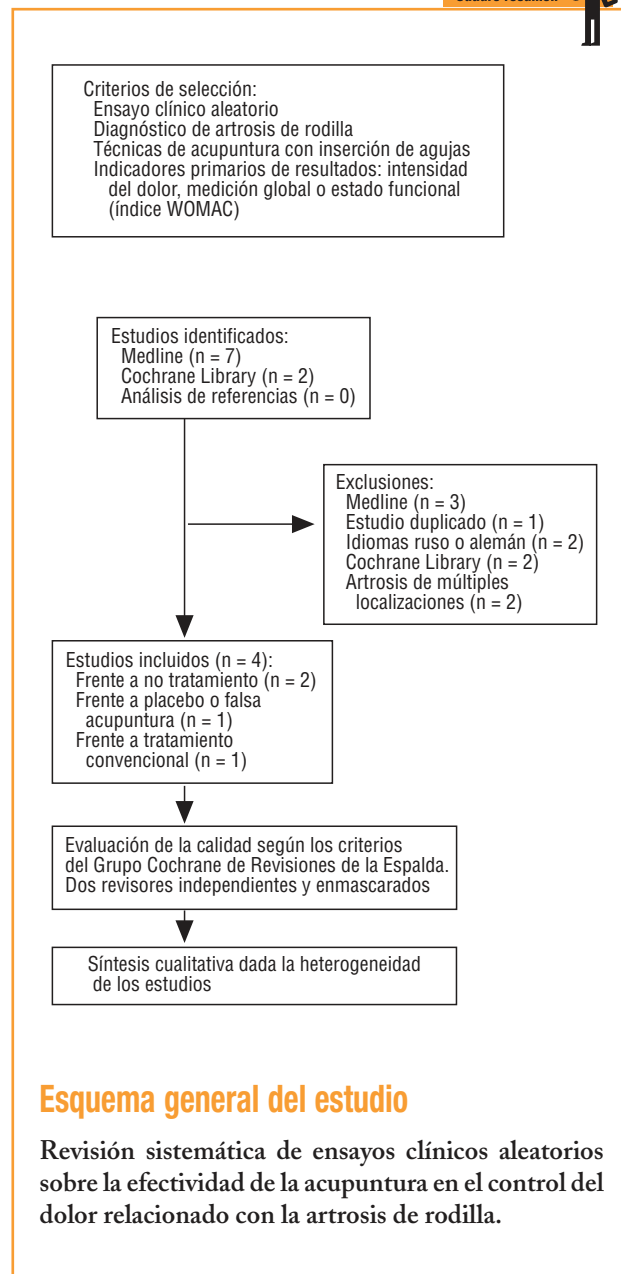 Criterios de selección:
Ensayo clínico aleatorio
Diagnóstico de artrosis de rodilla
Técnicas de acupuntura con inserción de agujas
Indicadores primarios de resultados: intensidad
del dolor, medición global o estado funcional
(índice WOMAC)
Estudios identificados:
Medline (n = 7)
Cochrane Library (n = 2)
Análisis de referencias (n = 0)
Exclusiones:
Medline (n = 3)
Estudio duplicado (n = 1)
Idiomas ruso o alemán (n = 2)
Cochrane Library (n = 2)
Artrosis de múltiples
localizaciones (n = 2)
Estudios incluidos (n = 4):
Frente a no tratamiento (n = 2)
Frente a placebo o falsa
acupuntura (n = 1)
Frente a tratamiento
convencional (n = 1)
Evaluación de la calidad según los criterios
del Grupo Cochrane de Revisiones de la Espalda.
Dos revisores independientes y enmascarados
Síntesis cualitativa dada la heterogeneidad
de los estudios
Esquema general del estudio
Revisión sistemática de ensayos clínicos aleatorios
sobre la efectividad de la acupuntura en el control del
dolor relacionado con la artrosis de rodilla.